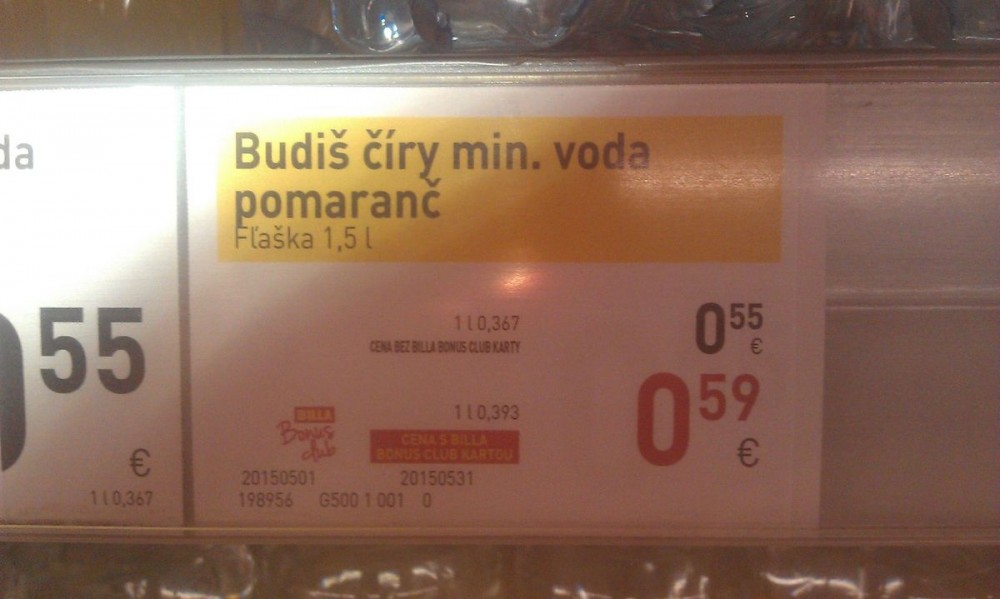 da
55
€
1 l 0,367
Budiš číry min. voda
pomaranč
Fľaška 1,5 l
1 l 0,367
CENA BEZ BILLA BONUS CLUB KARTY
0 55
€
1 l 0,393
BILLA
Bonus
club
CENA S BILLA
BONUS CLUB KARTOU
0 59
€
20150501 20150531
198956 G500 1 001 0